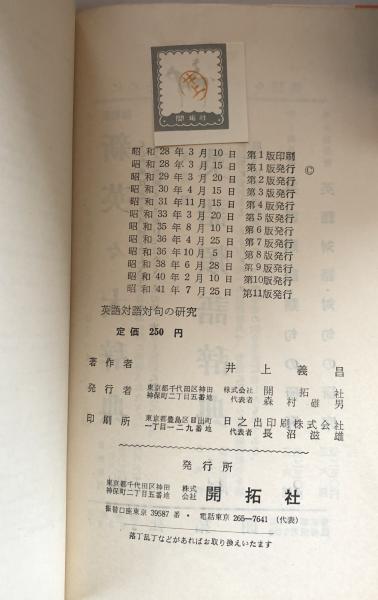 開拓社
昭和28年3月10日 第1版印刷
昭和28年3月15日 第1版発行 ©
昭和29年3月20日 第2版発行
昭和30年4月15日 第3版発行
昭和31年11月15日 第4版発行
昭和33年3月20日 第5版発行
昭和35年8月10日 第6版発行
昭和36年4月25日 第7版発行
昭和36年10月5日 第8版発行
昭和38年6月28日 第9版発行
昭和40年2月10日 第10版発行
昭和41年7月25日 第11版発行
英語対語対句の研究
定価 250 円
著作者 井上義昌
発行者 東京都千代田区神田神保町二丁目五番地 株式会社 開拓社 代表者 森村雄男
印刷所 東京都豊島区目出町一丁目一二九番地 日之出印刷株式会社 代表者 長沼滋雄
発行所
東京都千代田区神田神保町二丁目五番地 株式会社 開拓社
振替口座東京 39587 番・電話東京 265-7641（代表）
落丁乱丁などがあればお取り換えいたます